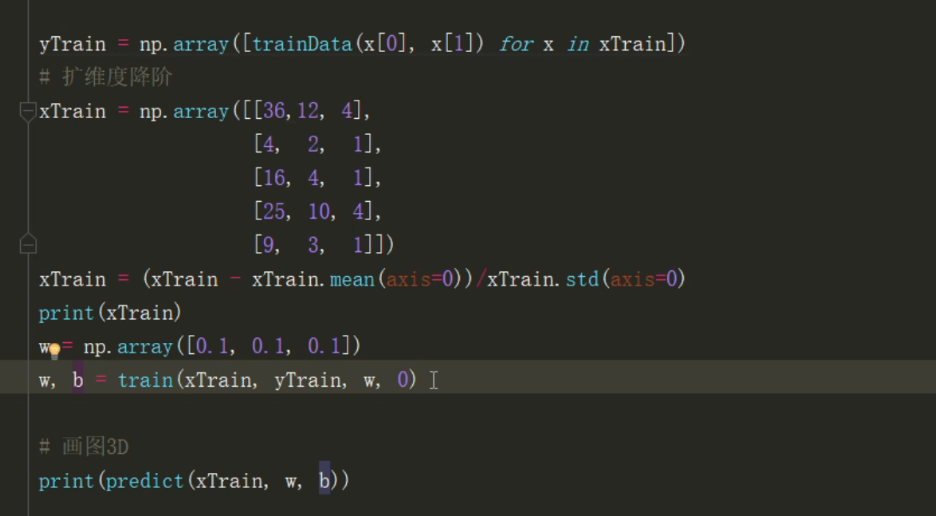 yTrain = np.array([trainData(x[0], x[1]) for x in xTrain])
# 扩维度降阶
xTrain = np.array([[36,12, 4],
[4, 2, 1],
[16, 4, 1],
[25, 10, 4],
[9, 3, 1]])
xTrain = (xTrain - xTrain.mean(axis=0))/xTrain.std(axis=0)
print(xTrain)
w = np.array([0.1, 0.1, 0.1])
w, b = train(xTrain, yTrain, w, 0)
# 画图3D
print(predict(xTrain, w, b))